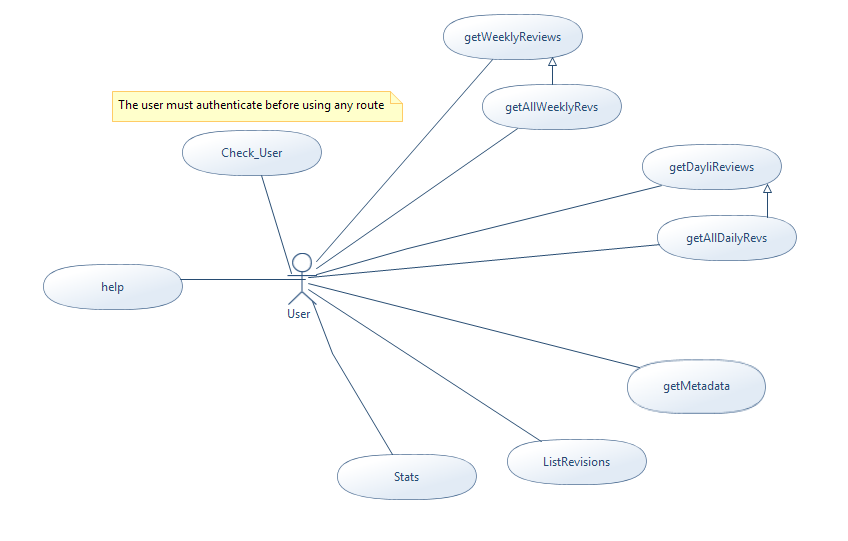 getWeeklyReviews
The user must authenticate before using any route
getAllWeeklyRevs
Check_User
getDayliReviews
getAllDailyRevs
help
User
getMetadata
ListRevisions
Stats